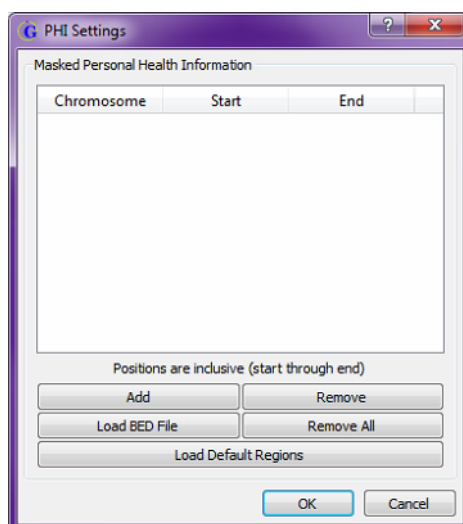 G PHI Settings ? X
Masked Personal Health Information
Chromosome Start End
Positions are inclusive (start through end)
Add Remove
Load BED File Remove All
Load Default Regions
OK Cancel